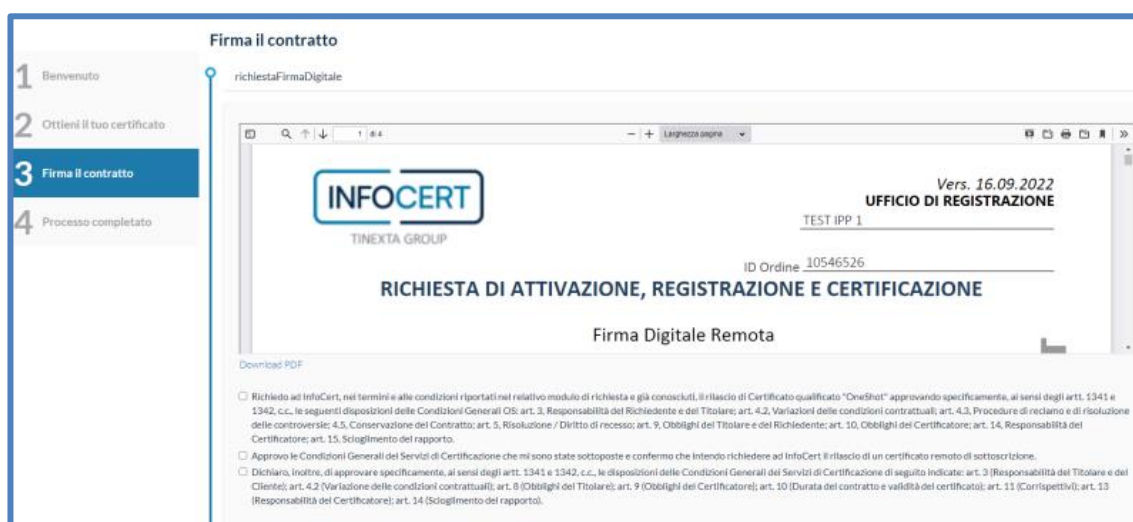 Firma il contratto
1 Benvenuto
2 Ottieni il tuo certificato
3 Firma il contratto
4 Processo completato
richiestaFirmaDigitale
1 di 4
Larghezza pagina
INFOCERT
TINEXTA GROUP
Vers. 16.09.2022
UFFICIO DI REGISTRAZIONE
TEST IPP 1
ID Ordine 10546526
RICHIESTA DI ATTIVAZIONE, REGISTRAZIONE E CERTIFICAZIONE
Firma Digitale Remota
Download PDF
Richiedo ad InfoCert, nei termini e alle condizioni riportati nel relativo modulo di richiesta e già conosciuti, il rilascio di Certificato qualificato "OneShot" approvando specificamente, ai sensi degli artt. 1341 e
1342, c.c., le seguenti disposizioni delle Condizioni Generali OS: art. 3, Responsabilità del Richiedente e del Titolare; art. 4.2, Variazioni delle condizioni contrattuali; art. 4.3, Procedure di reclamo e di risoluzione
delle controversie; 4.5, Conservazione del Contratto; art. 5, Risoluzione / Diritto di recesso; art. 9, Obblighi del Titolare e del Richiedente; art. 10, Obblighi del Certificatore; art. 14, Responsabilità del
Certificatore; art. 15, Scioglimento del rapporto.
Approvo le Condizioni Generali dei Servizi di Certificazione che mi sono state sottoposte e confermo che intendo richiedere ad InfoCert il rilascio di un certificato remoto di sottoscrizione.
Dichiaro, inoltre, di approvare specificamente, ai sensi degli artt. 1341 e 1342, c.c., le disposizioni delle Condizioni Generali dei Servizi di Certificazione di seguito indicate: art. 3 (Responsabilità del Titolare e del
Cliente); art. 4.2 (Variazione delle condizioni contrattuali); art. 8 (Obblighi del Titolare); art. 9 (Obblighi del Certificatore); art. 10 (Durata del contratto e validità del certificato); art. 11 (Corrispettivi); art. 13
(Responsabilità del Certificatore); art. 14 (Scioglimento del rapporto).